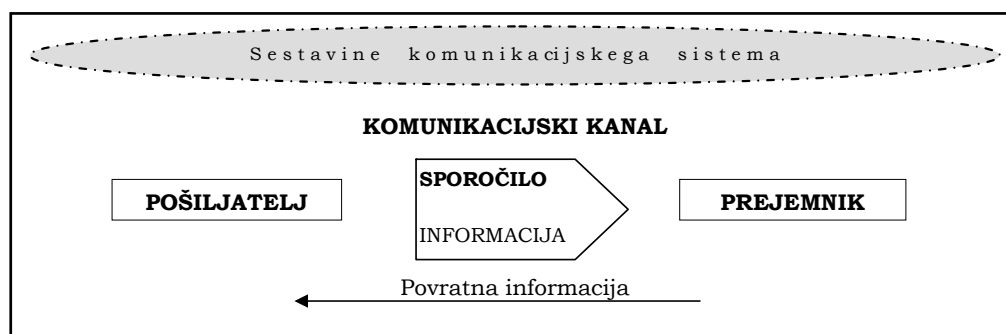 Sestavine komunikacijskega sistema
KOMUNIKACIJSKI KANAL
POŠILJATELJ
SPOROČILO
INFORMACIJA
PREJEMNIK
Povratna informacija